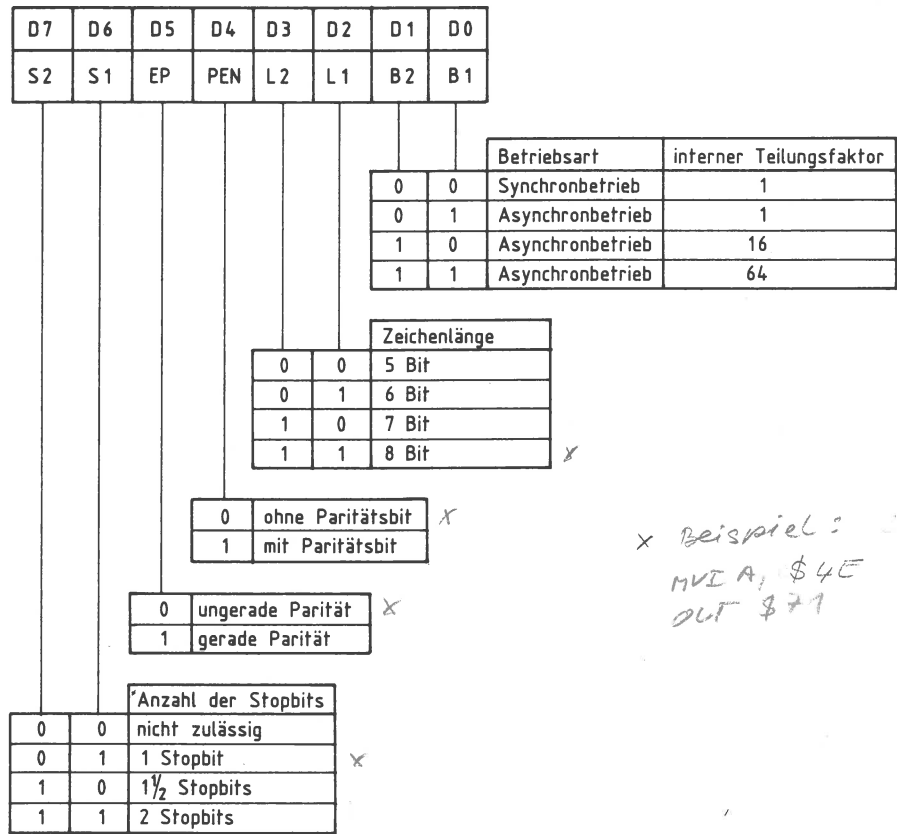 D7 D6 D5 D4 D3 D2 D1 D0
S2 S1 EP PEN L2 L1 B2 B1
Betriebsart interner Teilungsfaktor
0 0 Synchronbetrieb 1
0 1 Asynchronbetrieb 1
1 0 Asynchronbetrieb 16
1 1 Asynchronbetrieb 64
Zeichenlänge
0 0 5 Bit
0 1 6 Bit
1 0 7 Bit
1 1 8 Bit x
0 ohne Paritätsbit x
1 mit Paritätsbit
x Beispiel:
MVI A, $4E
OUT $71
0 ungerade Parität x
1 gerade Parität
Anzahl der Stopbits
0 0 nicht zulässig
0 1 1 Stopbit x
1 0 1½ Stopbits
1 1 2 Stopbits